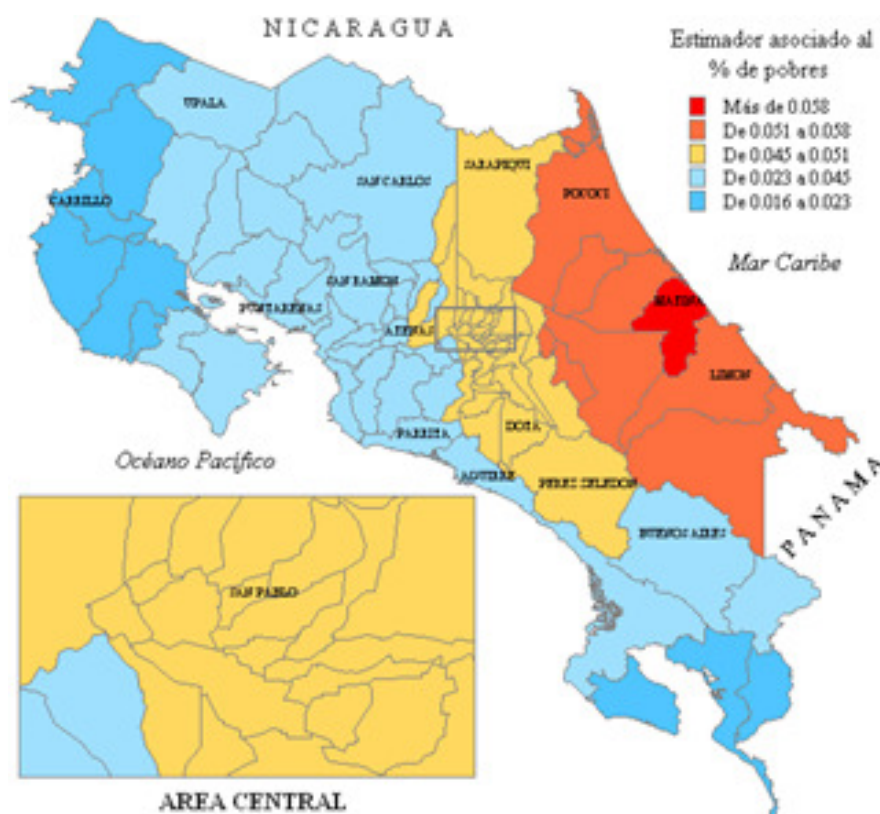 NICARAGUA
Estimador asociado al
% de pobres
Más de 0.058
De 0.051 a 0.058
De 0.045 a 0.051
De 0.023 a 0.045
De 0.016 a 0.023
UPALA
SARAPIQUI
SAN CARLOS
POCOCI
CARRILLO
Mar Caribe
SAN RAMON
MATINA
PUNTARENAS
ATENAS
LIMON
PARRITA
DOTA
Océano Pacífico
AGUIRRE
PEREZ SELEDON
PANAMA
BUENOS AIRES
SAN PABLO
AREA CENTRAL